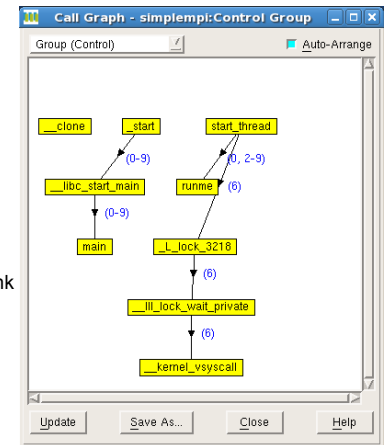 Call Graph - simplempi:Control Group
Group (Control)
Auto-Arrange
__clone
_start
start_thread
(0-9)
(0, 2-9)
__libc_start_main
runme
(6)
(0-9)
main
_L_lock_3218
nk
(6)
__lll_lock_wait_private
(6)
__kernel_vsyscall
Update
Save As...
Close
Help